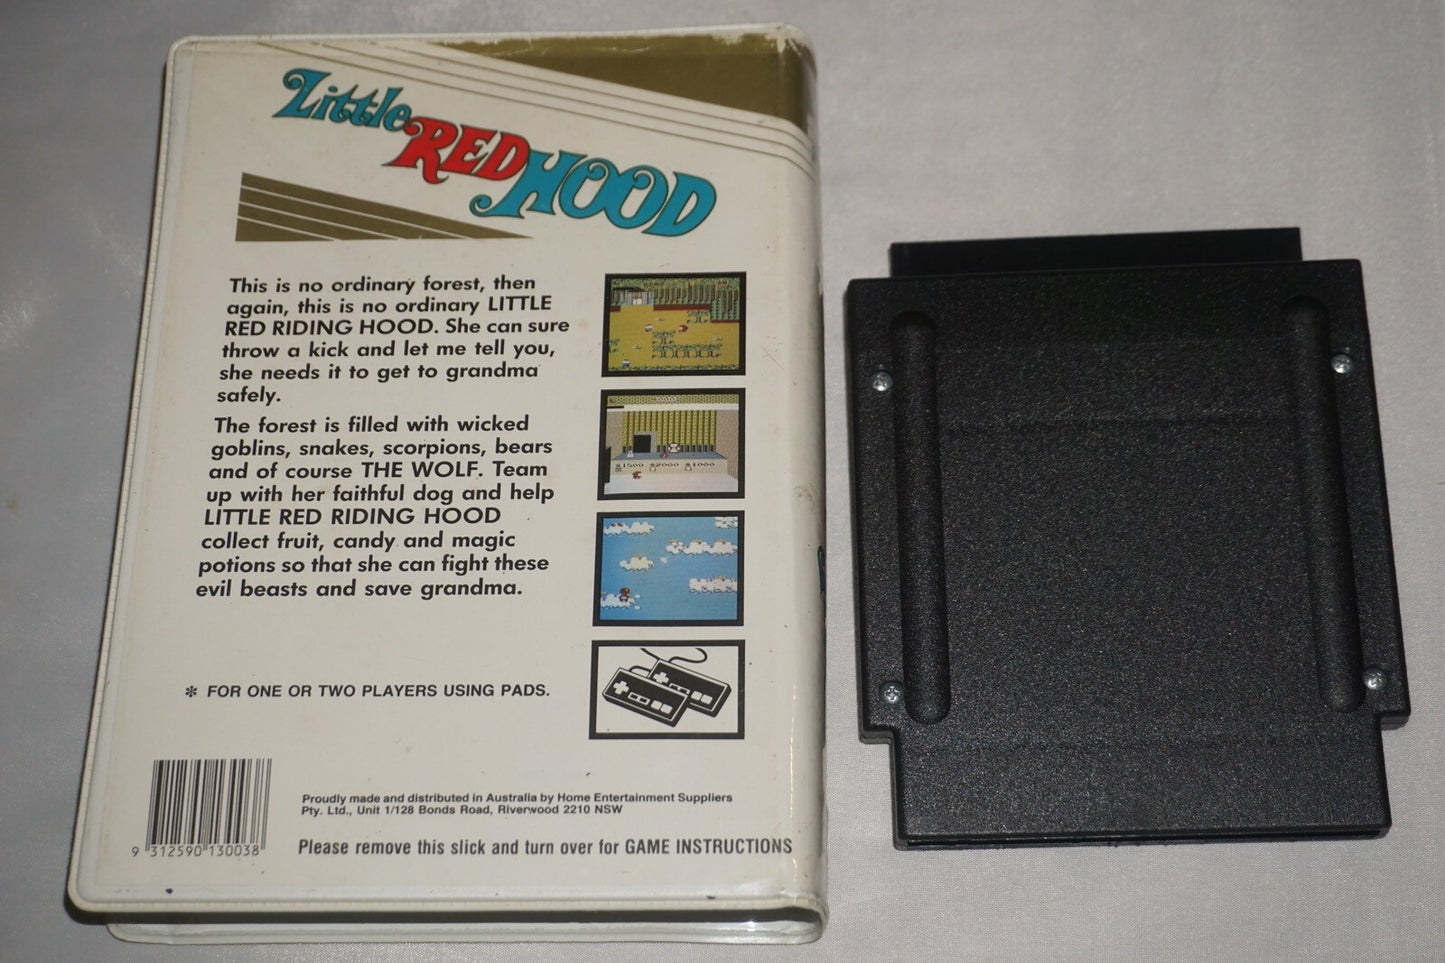 Little
RED
HOOD
This is no ordinary forest, then
again, this is no ordinary LITTLE
RED RIDING HOOD. She can sure
throw a kick and let me tell you,
she needs it to get to grandma
safely.
The forest is filled with wicked
goblins, snakes, scorpions, bears
and of course THE WOLF. Team
up with her faithful dog and help
LITTLE RED RIDING HOOD
collect fruit, candy and magic
potions so that she can fight these
evil beasts and save grandma.
$1500 $2000 $1000
* FOR ONE OR TWO PLAYERS USING PADS.
Proudly made and distributed in Australia by Home Entertainment Suppliers
Pty. Ltd., Unit 1/128 Bonds Road, Riverwood 2210 NSW
9 312590 130038
Please remove this slick and turn over for GAME INSTRUCTIONS